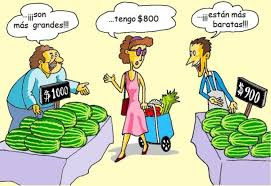 ...¡¡¡son
más grandes!!!
...tengo $800
...¡¡¡están más
baratas!!!
$1000
$900